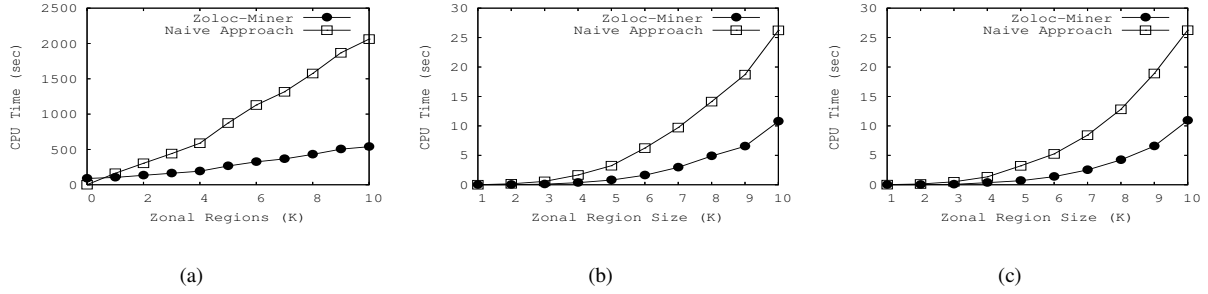 Zoloc-Miner
Naive Approach
CPU Time (sec)
2500
2000
1500
1000
500
0
0 2 4 6 8 10
Zonal Regions (K)
(a)
Zoloc-Miner
Naive Approach
CPU Time (sec)
30
25
20
15
10
5
0
1 2 3 4 5 6 7 8 9 10
Zonal Region Size (K)
(b)
Zoloc-Miner
Naive Approach
CPU Time (sec)
30
25
20
15
10
5
0
1 2 3 4 5 6 7 8 9 10
Zonal Region Size (K)
(c)